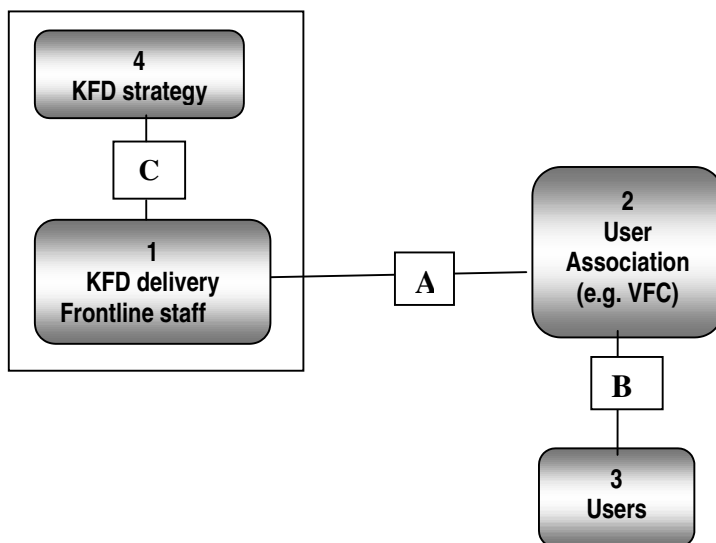 4
KFD strategy
C
1
KFD delivery
Frontline staff
A
2
User
Association
(e.g. VFC)
B
3
Users